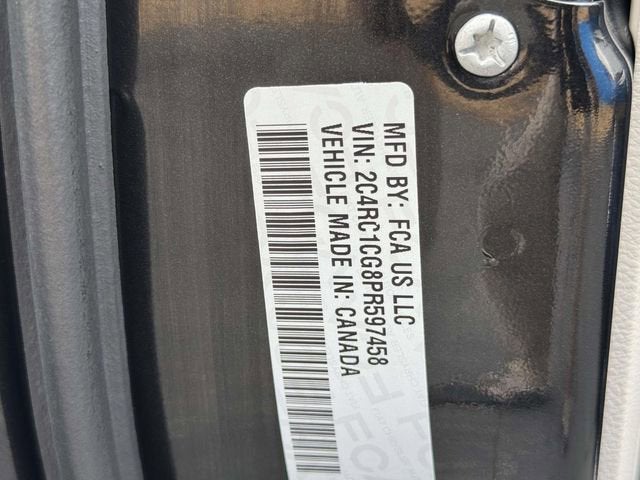 MFD BY: FCA US LLC
VIN: 2C4RC1CG8PR597458
VEHICLE MADE IN: CANADA